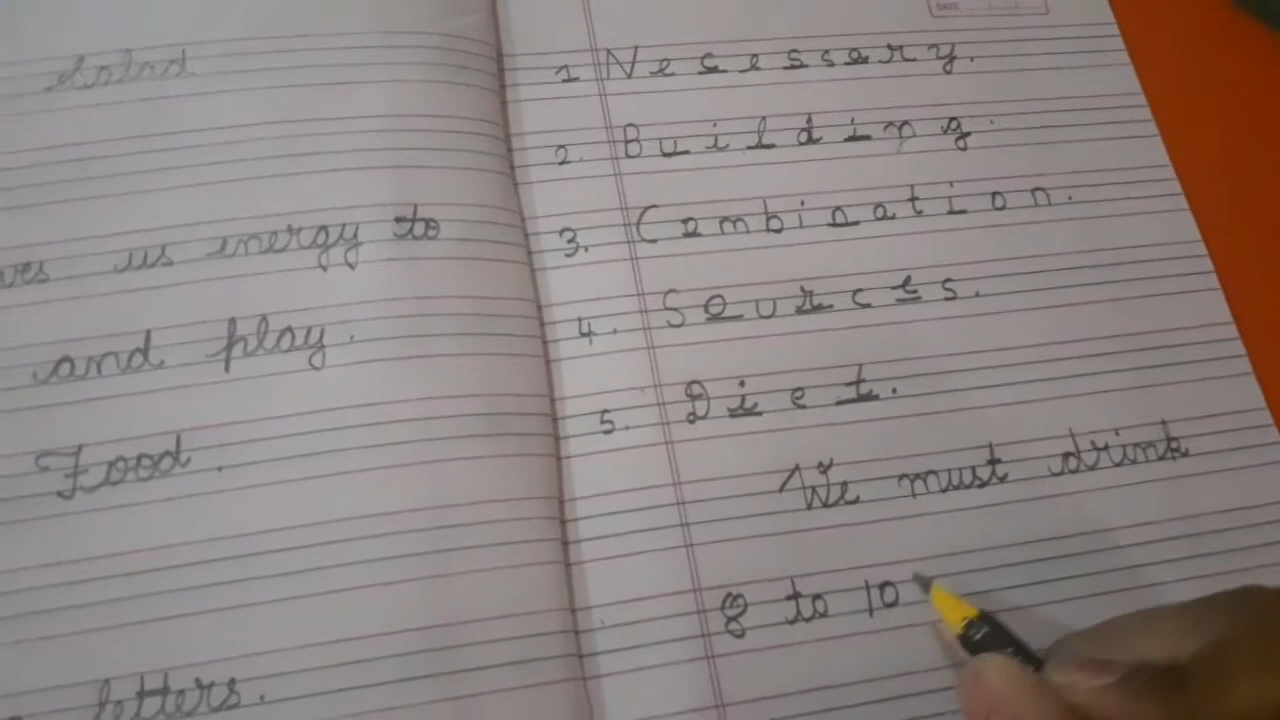 ves us energy to
and play.
Food.
letters.
1 Necessary.
2. Building.
3. Combination.
4. Sources.
5. Diet.
We must drink
8 to 10